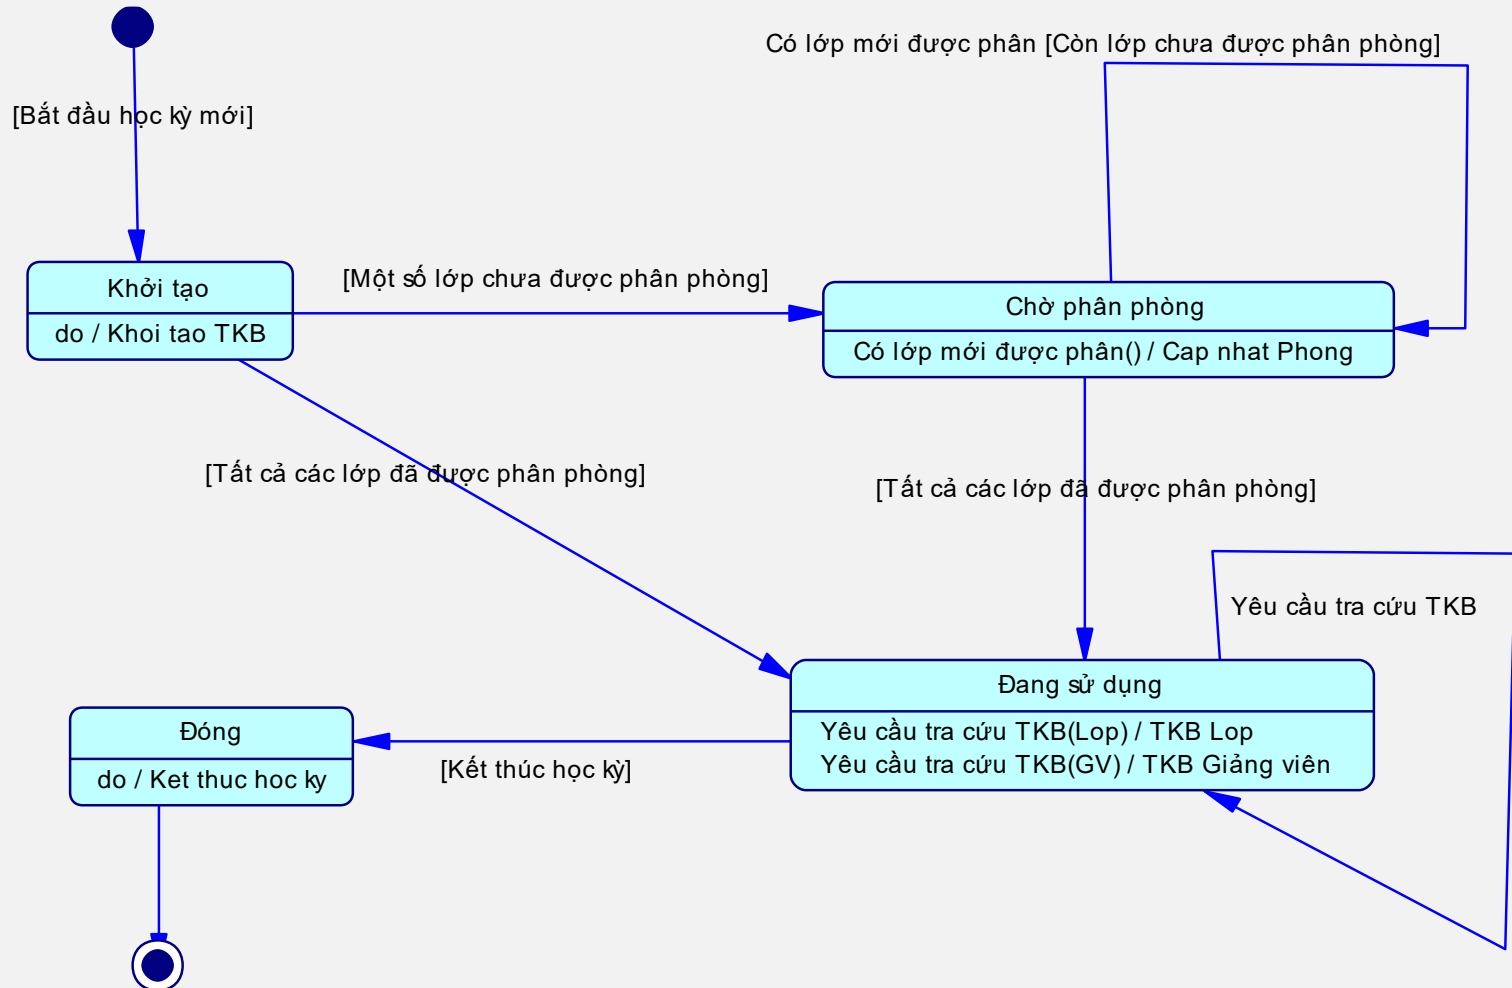 Có lớp mới được phân [Còn lớp chưa được phân phòng]
[Bắt đầu học kỳ mới]
Khởi tạo
do / Khoi tao TKB
[Một số lớp chưa được phân phòng]
Chờ phân phòng
Có lớp mới được phân() / Cap nhat Phong
[Tất cả các lớp đã được phân phòng]
[Tất cả các lớp đã được phân phòng]
Yêu cầu tra cứu TKB
Đang sử dụng
Yêu cầu tra cứu TKB(Lop) / TKB Lop
Yêu cầu tra cứu TKB(GV) / TKB Giảng viên
Đóng
do / Ket thuc hoc ky
[Kết thúc học kỳ]